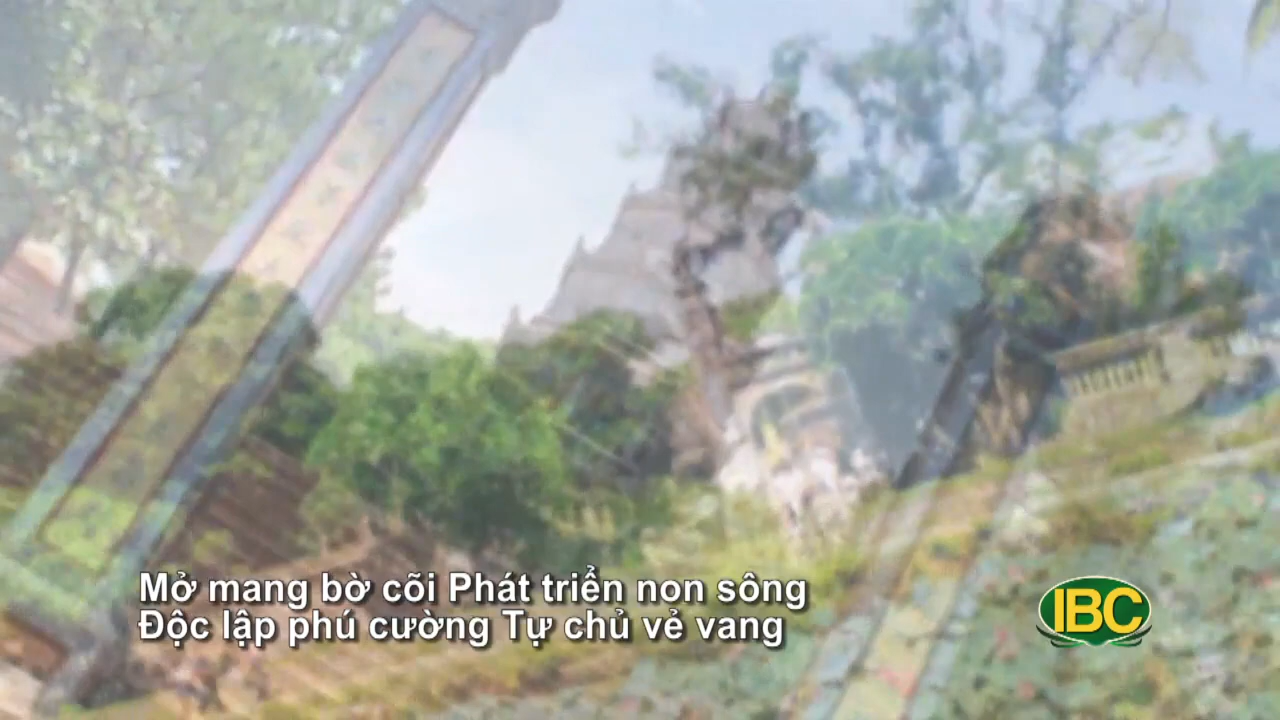 Mở mang bờ cõi Phát triển non sông
Độc lập phú cường Tự chủ vẻ vang
IBC